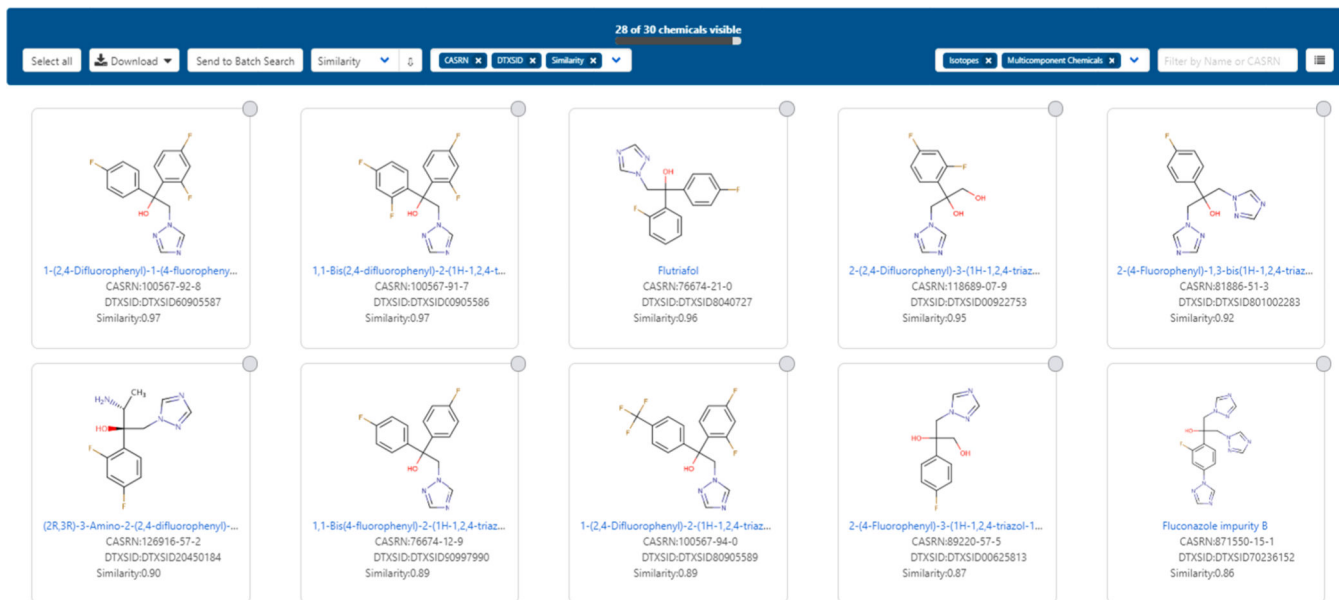 28 of 30 chemicals visible
Select all Download Send to Batch Search Similarity CASRN × DTXSID × Similarity × Isotopes × Multicomponent Chemicals × Filter by Name or CASRN
1-(2,4-Difluorophenyl)-1-(4-fluoropheny...
CASRN:100567-92-8
DTXSID:DTXSID60905587
Similarity:0.97
1,1-Bis(2,4-difluorophenyl)-2-(1H-1,2,4-t...
CASRN:100567-91-7
DTXSID:DTXSID00905586
Similarity:0.97
Flutriafol
CASRN:76674-21-0
DTXSID:DTXSID8040727
Similarity:0.96
2-(2,4-Difluorophenyl)-3-(1H-1,2,4-triaz...
CASRN:118689-07-9
DTXSID:DTXSID00922753
Similarity:0.95
2-(4-Fluorophenyl)-1,3-bis(1H-1,2,4-triaz...
CASRN:81886-51-3
DTXSID:DTXSID801002283
Similarity:0.92
(2R,3R)-3-Amino-2-(2,4-difluorophenyl)-...
CASRN:126916-57-2
DTXSID:DTXSID20450184
Similarity:0.90
1,1-Bis(4-fluorophenyl)-2-(1H-1,2,4-triaz...
CASRN:76674-12-9
DTXSID:DTXSID90997990
Similarity:0.89
1-(2,4-Difluorophenyl)-2-(1H-1,2,4-triaz...
CASRN:100567-94-0
DTXSID:DTXSID80905589
Similarity:0.89
2-(4-Fluorophenyl)-3-(1H-1,2,4-triazol-1...
CASRN:89220-57-5
DTXSID:DTXSID00625813
Similarity:0.87
Fluconazole impurity B
CASRN:871550-15-1
DTXSID:DTXSID70236152
Similarity:0.86